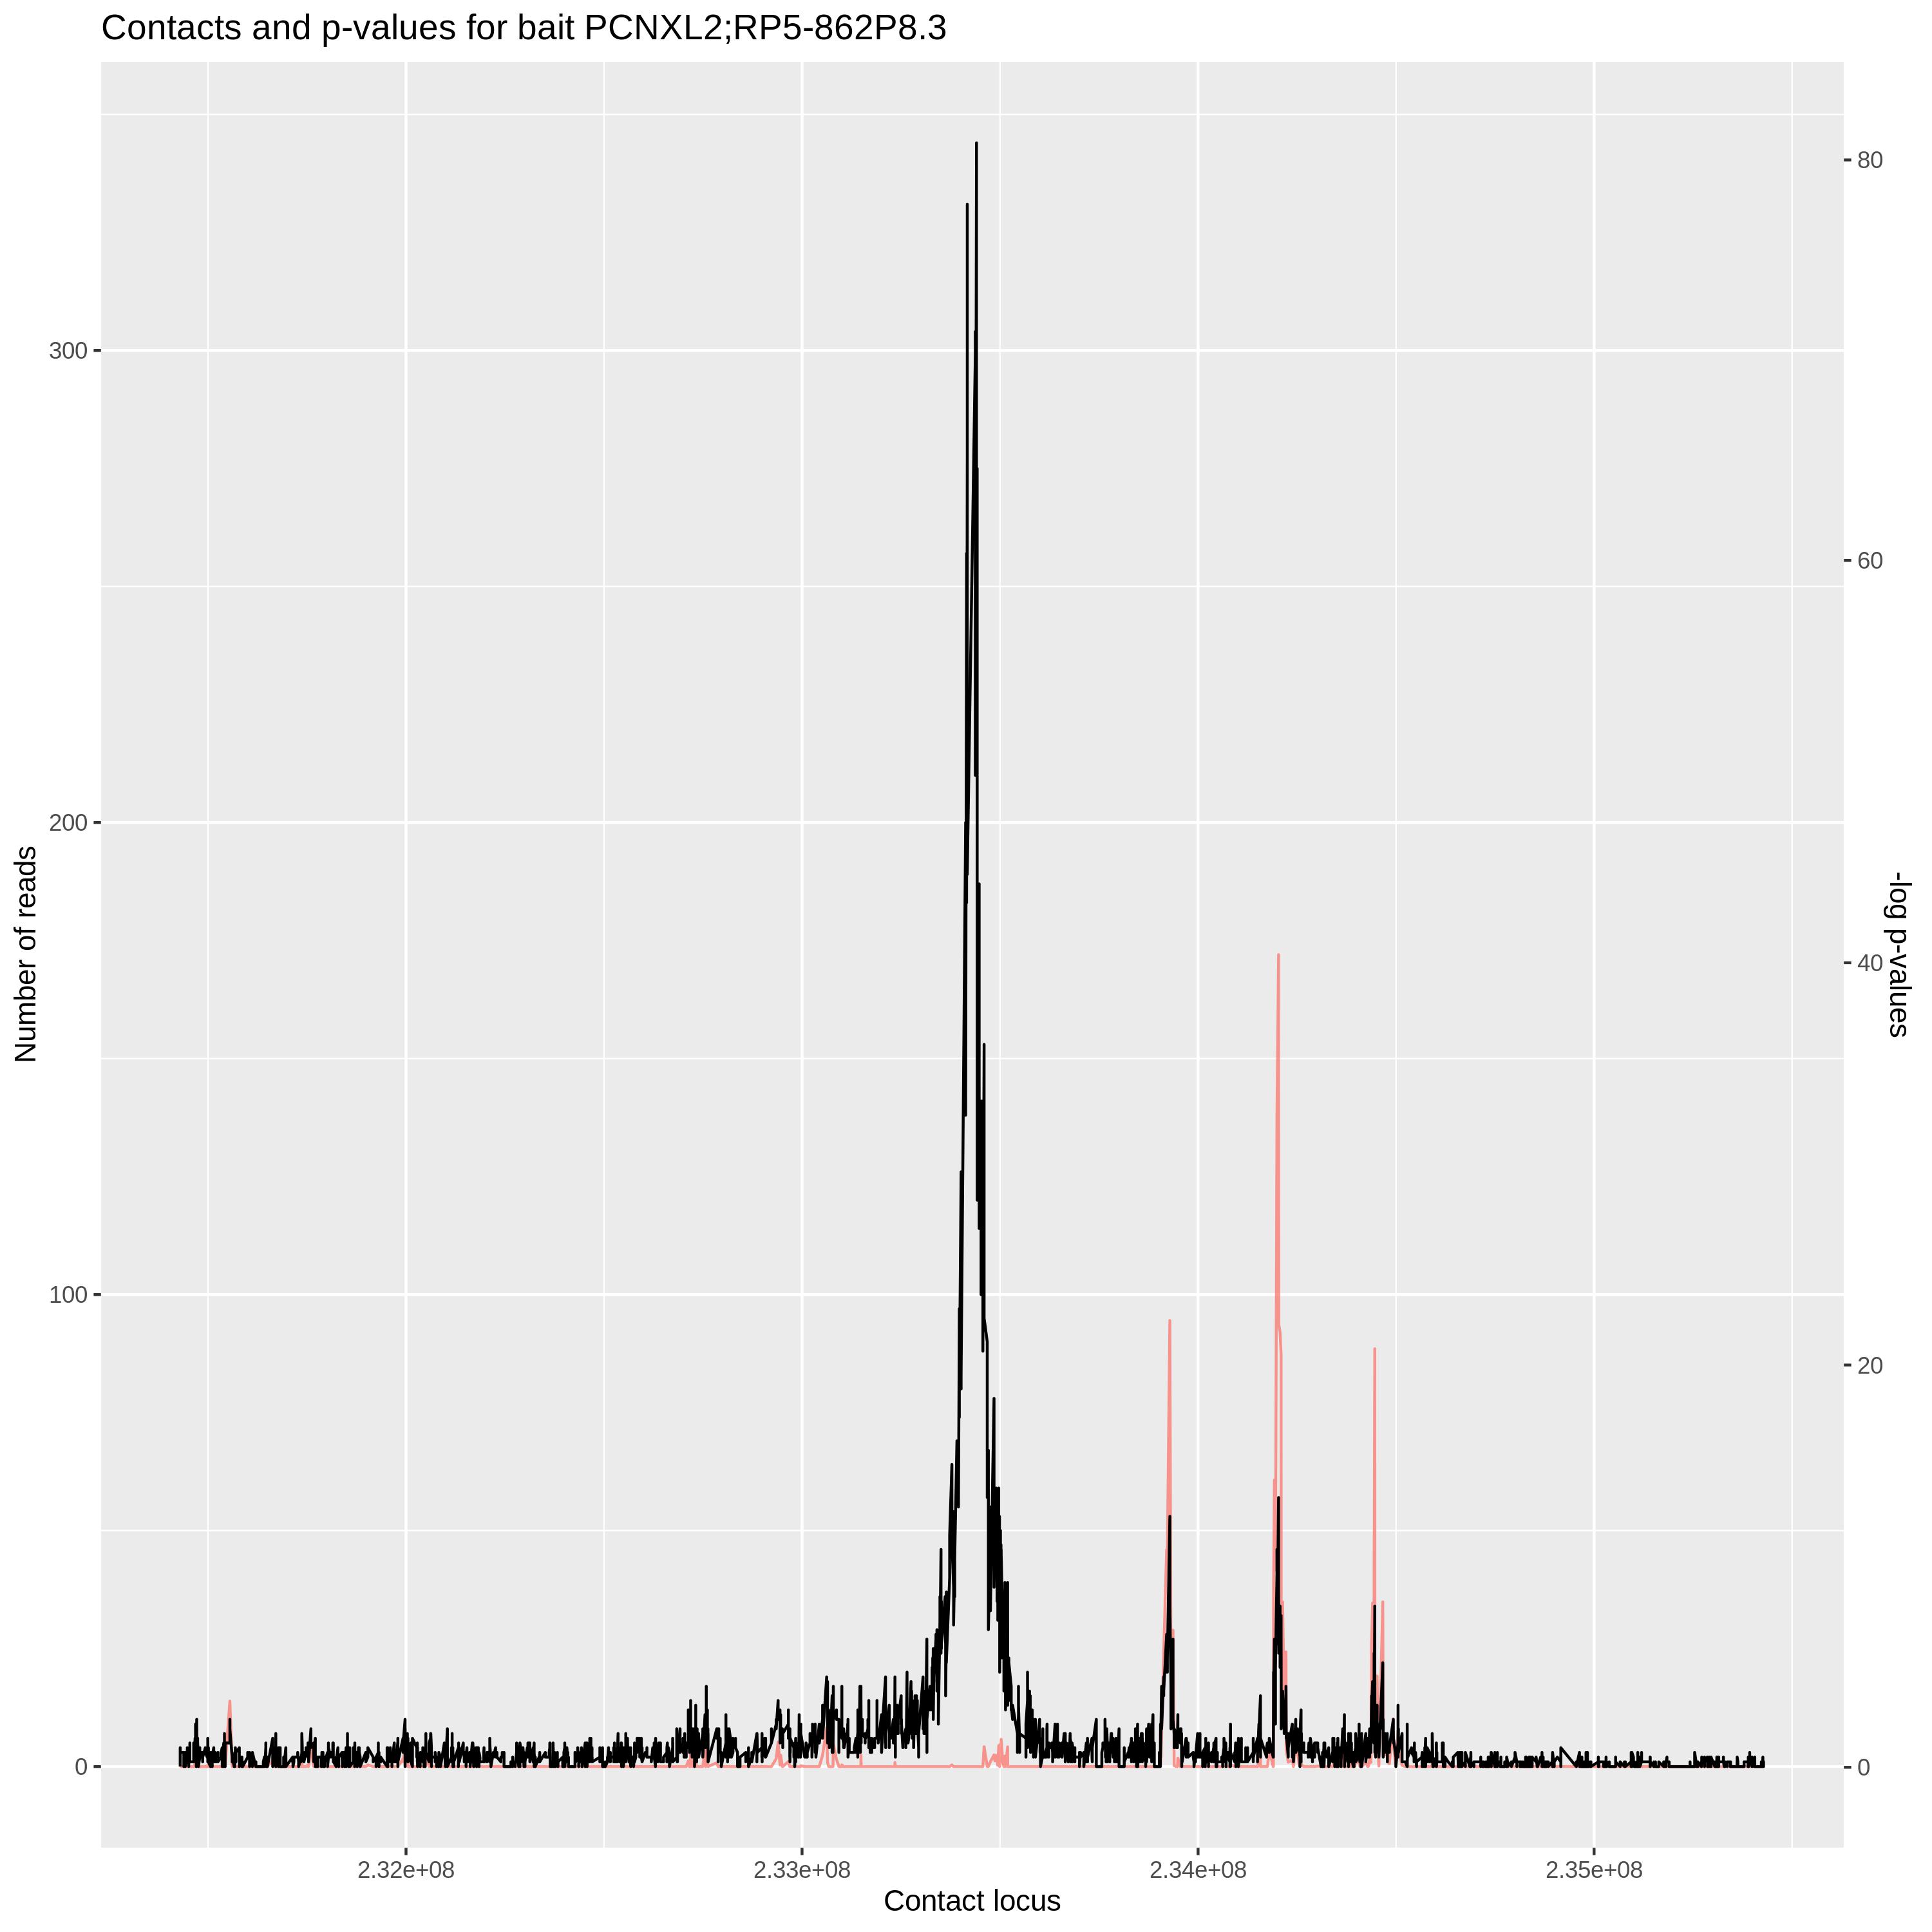 Contacts and p-values for bait PCNXL2;RP5-862P8.3
300
200
100
0
Number of reads
80
60
40
20
0
-log p-values
2.32e+08 2.33e+08 2.34e+08 2.35e+08
Contact locus